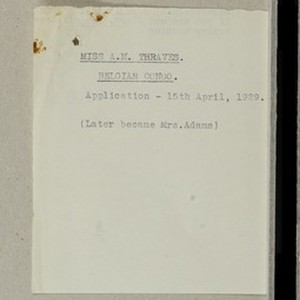 MISS A.M. THRAVES.
BELGIAN CONGO.
Application - 15th April, 1929.
(Later became Mrs.Adams)